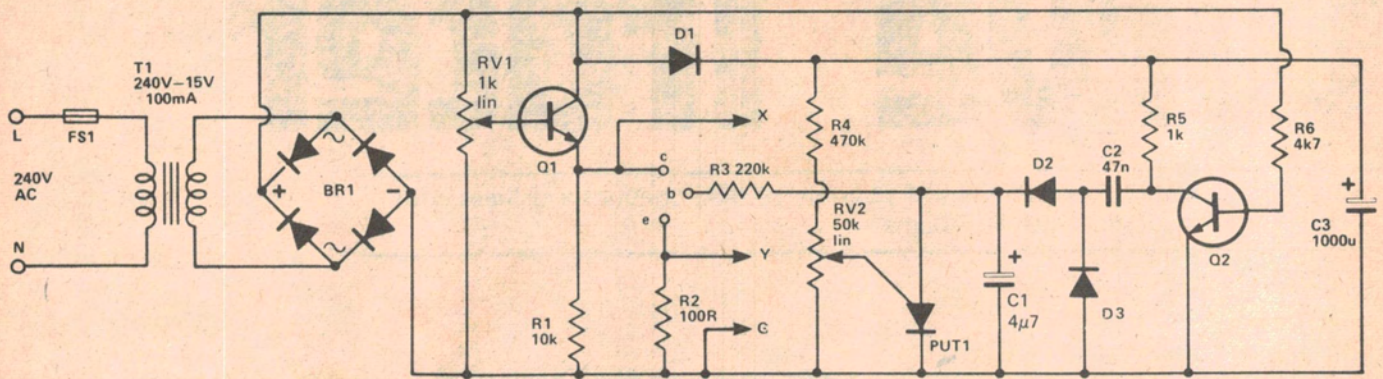 T1
240V–15V
100mA
L
FS1
240V
AC
N
~
+
BR1
–
~
RV1
1k
lin
Q1
D1
X
c
b
e
R3 220k
Y
R1
10k
R2
100R
G
R4
470k
RV2
50k
lin
PUT1
+
C1
4μ7
D2
C2
47n
D3
R5
1k
Q2
R6
4k7
+
C3
1000u